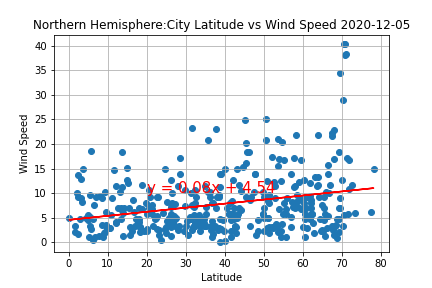 Northern Hemisphere:City Latitude vs Wind Speed 2020-12-05
40
35
30
25
20
15
10
5
0
Wind Speed
y = 0.08x + 4.54
0 10 20 30 40 50 60 70 80
Latitude